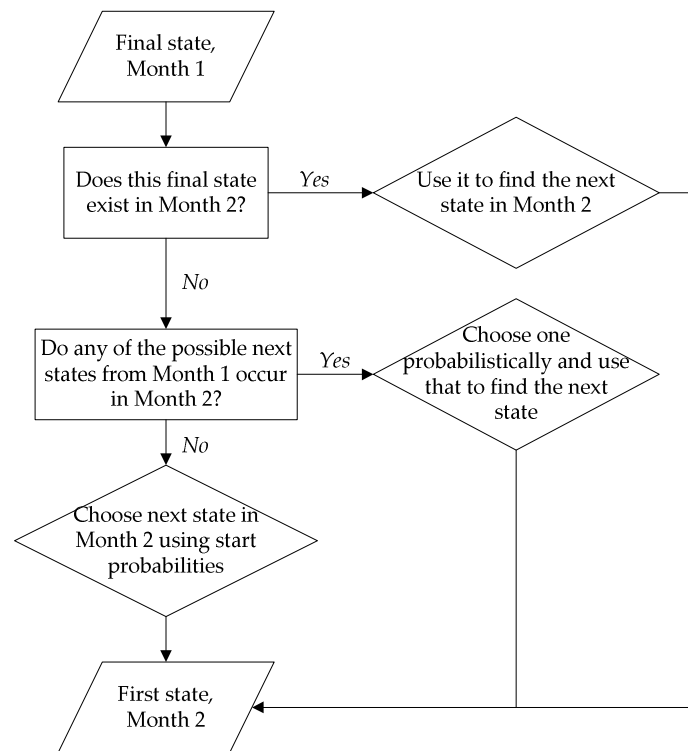 Final state,
Month 1
Does this final state
exist in Month 2?
Yes
Use it to find the next
state in Month 2
No
Do any of the possible next
states from Month 1 occur
in Month 2?
Yes
Choose one
probabilistically and use
that to find the next
state
No
Choose next state in
Month 2 using start
probabilities
First state,
Month 2